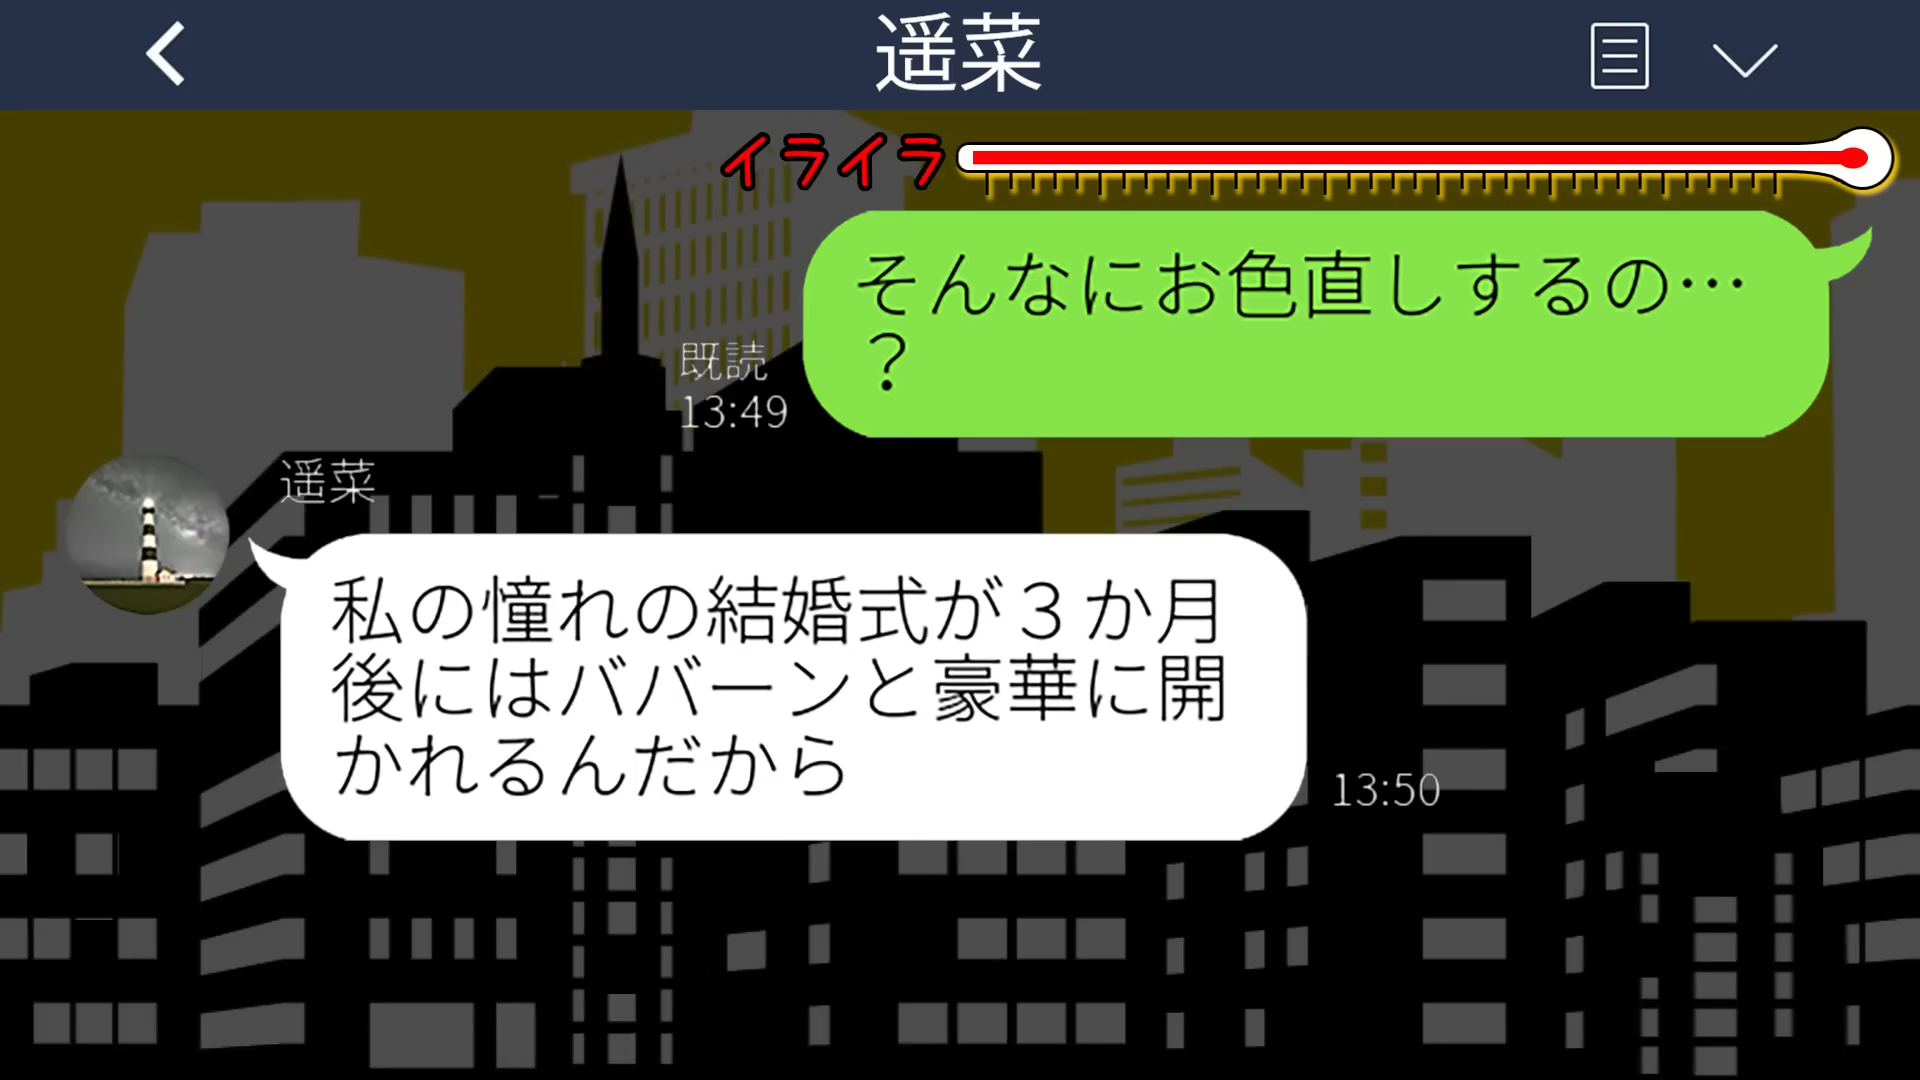 遥菜
イライラ
そんなにお色直しするの…
？
既読
13:49
遥菜
私の憧れの結婚式が３か月
後にはババーンと豪華に開
かれるんだから
13:50